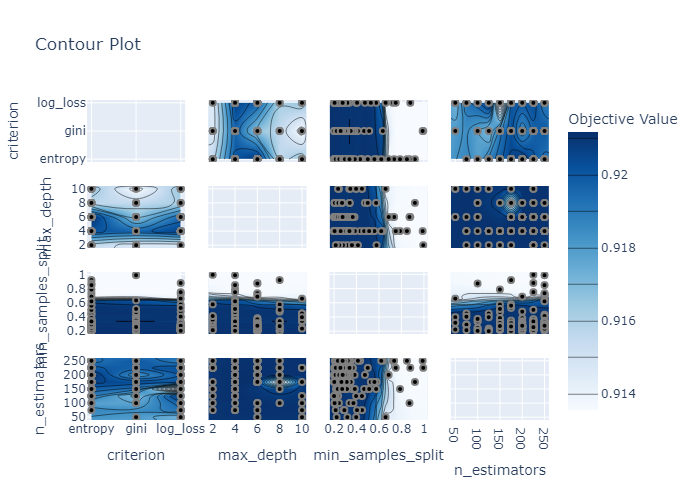 Contour Plot
criterion
log_loss
gini
entropy
max_depth
10
8
6
4
2
min_samples_split
1
0.8
0.6
0.4
0.2
n_estimators
250
200
150
100
50
entropy gini log_loss
criterion
2 4 6 8 10
max_depth
0.2 0.4 0.6 0.8 1
min_samples_split
50 100 150 200 250
n_estimators
Objective Value
0.92
0.918
0.916
0.914